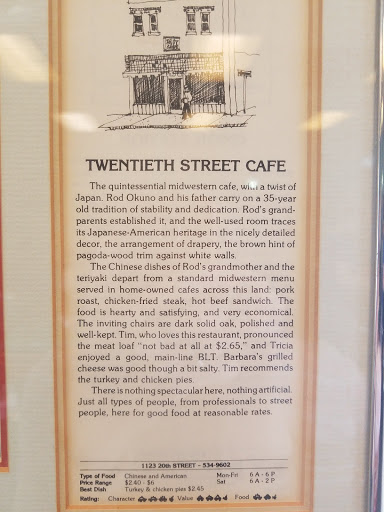 TWENTIETH STREET CAFE
The quintessential midwestern cafe, with a twist of
Japan. Rod Okuno and his father carry on a 35-year
old tradition of stability and dedication. Rod's grand-
parents established it, and the well-used room traces
its Japanese-American heritage in the nicely detailed
decor, the arrangement of drapery, the brown hint of
pagoda-wood trim against white walls.
The Chinese dishes of Rod's grandmother and the
teriyaki depart from a standard midwestern menu
served in home-owned cafes across this land: pork
roast, chicken-fried steak, hot beef sandwich. The
food is hearty and satisfying, and very economical.
The inviting chairs are dark solid oak, polished and
well-kept. Tim, who loves this restaurant, pronounced
the meat loaf "not bad at all at $2.65," and Tricia
enjoyed a good, main-line BLT. Barbara's grilled
cheese was good though a bit salty. Tim recommends
the turkey and chicken pies.
There is nothing spectacular here, nothing artificial.
Just all types of people, from professionals to street
people, here for good food at reasonable rates.
1123 20th STREET - 534-9602
Type of Food Chinese and American Mon-Fri 6 A - 6 P
Price Range $2.40 - $6 Sat 6 A - 2 P
Best Dish Turkey & chicken pies $2.45
Rating: Character Value Food